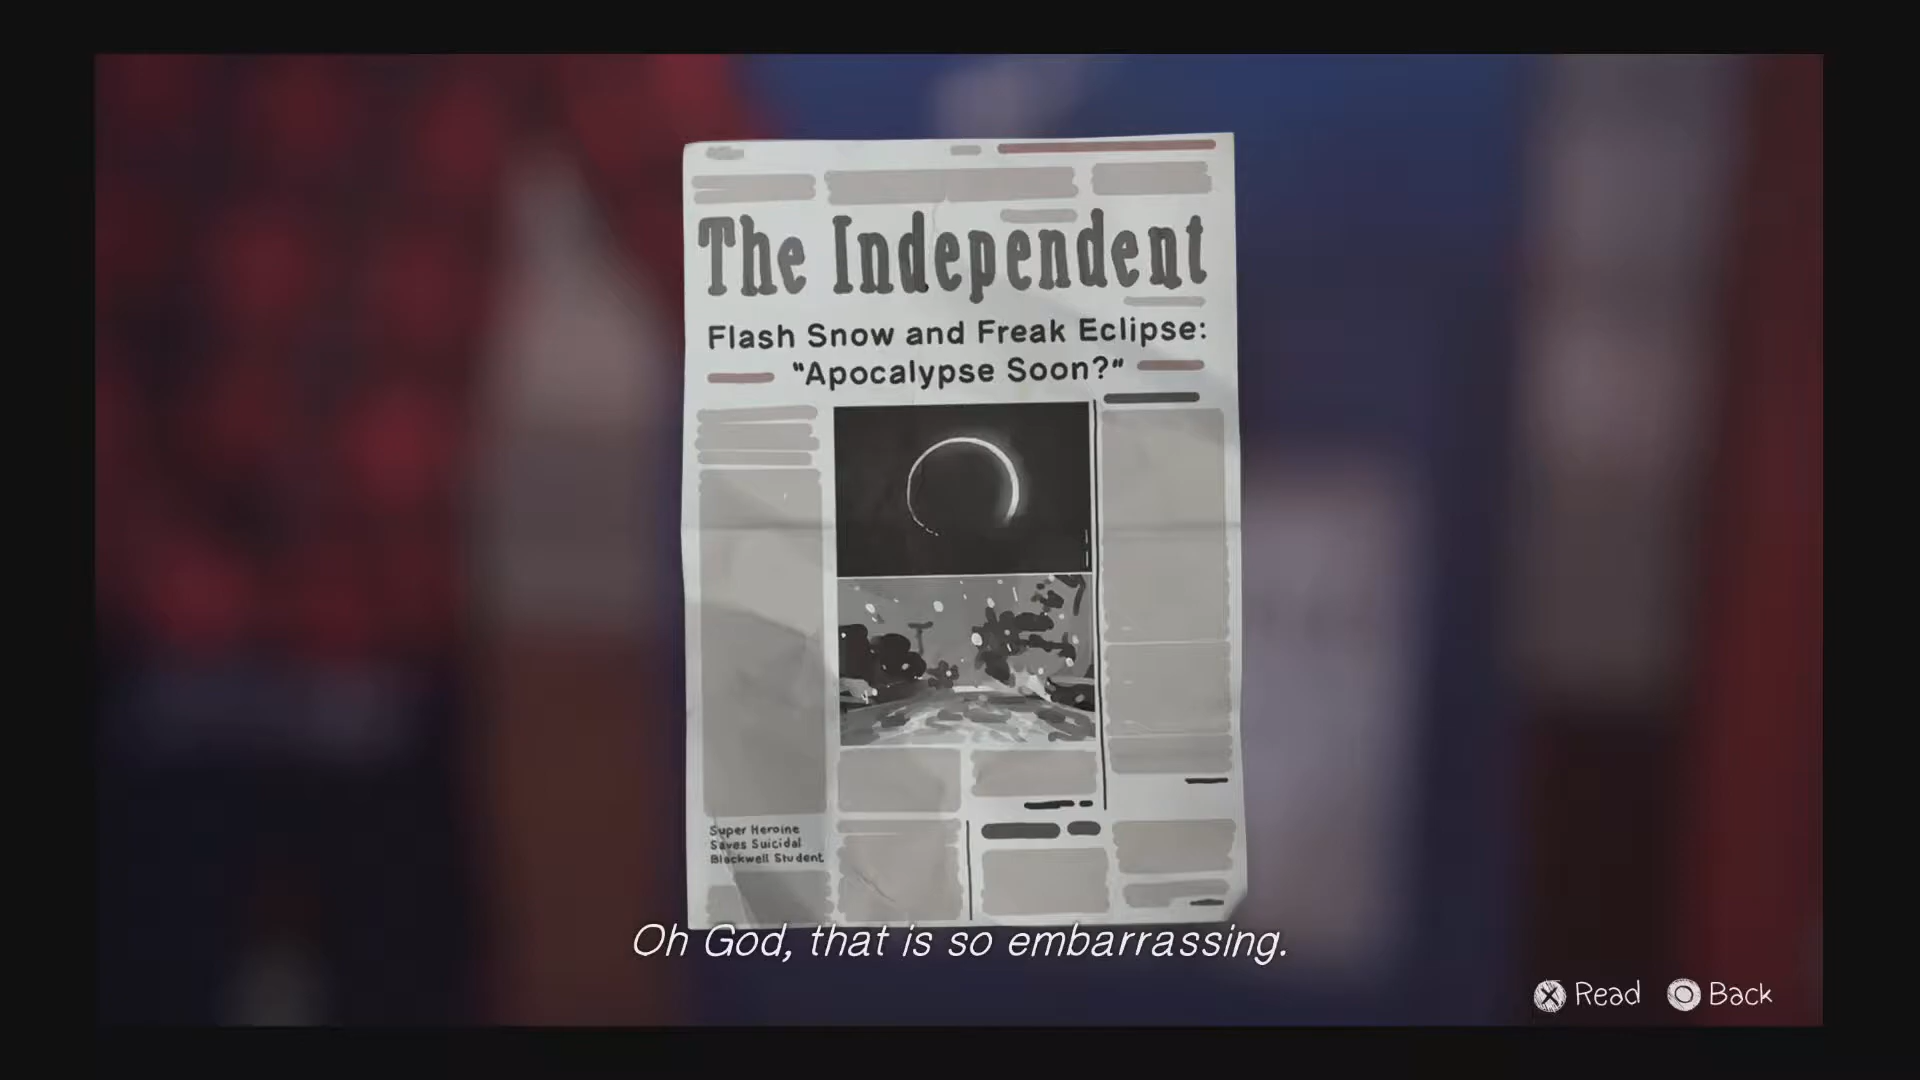 The Independent
Flash Snow and Freak Eclipse:
"Apocalypse Soon?"
Super Heroine
Saves Suicidal
Blackwell Student
Oh God, that is so embarrassing.
Read Back